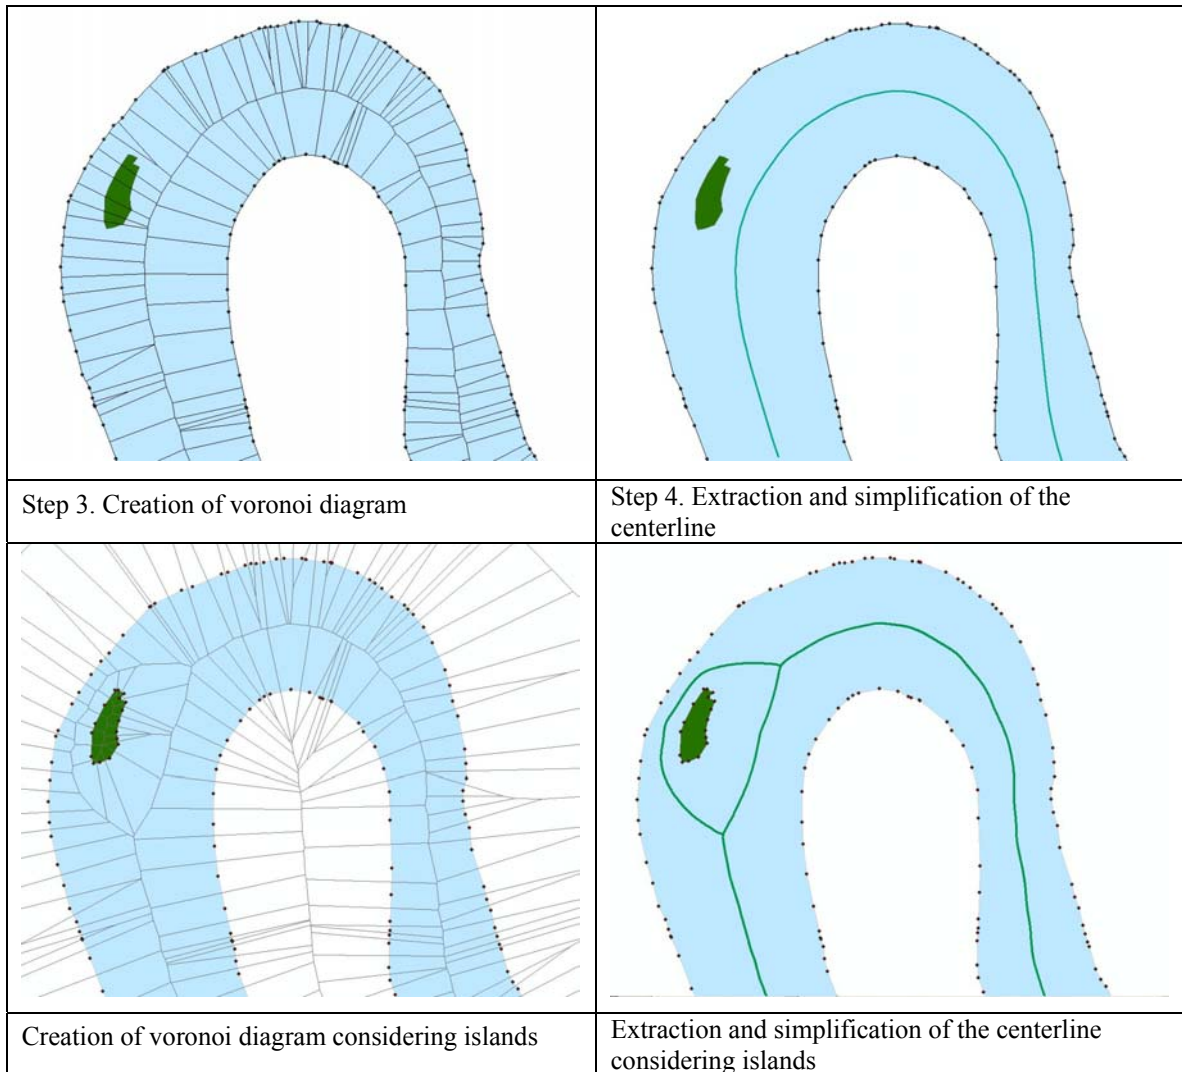 Step 3. Creation of voronoi diagram
Step 4. Extraction and simplification of the
centerline
Creation of voronoi diagram considering islands
Extraction and simplification of the centerline
considering islands